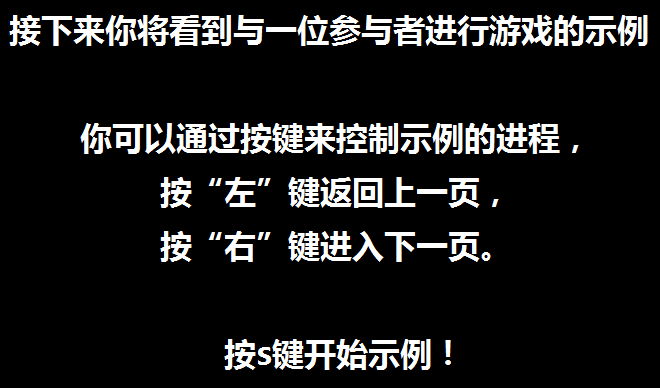 接下来你将看到与一位参与者进行游戏的示例
你可以通过按键来控制示例的进程，
按“左”键返回上一页，
按“右”键进入下一页。
按s键开始示例！